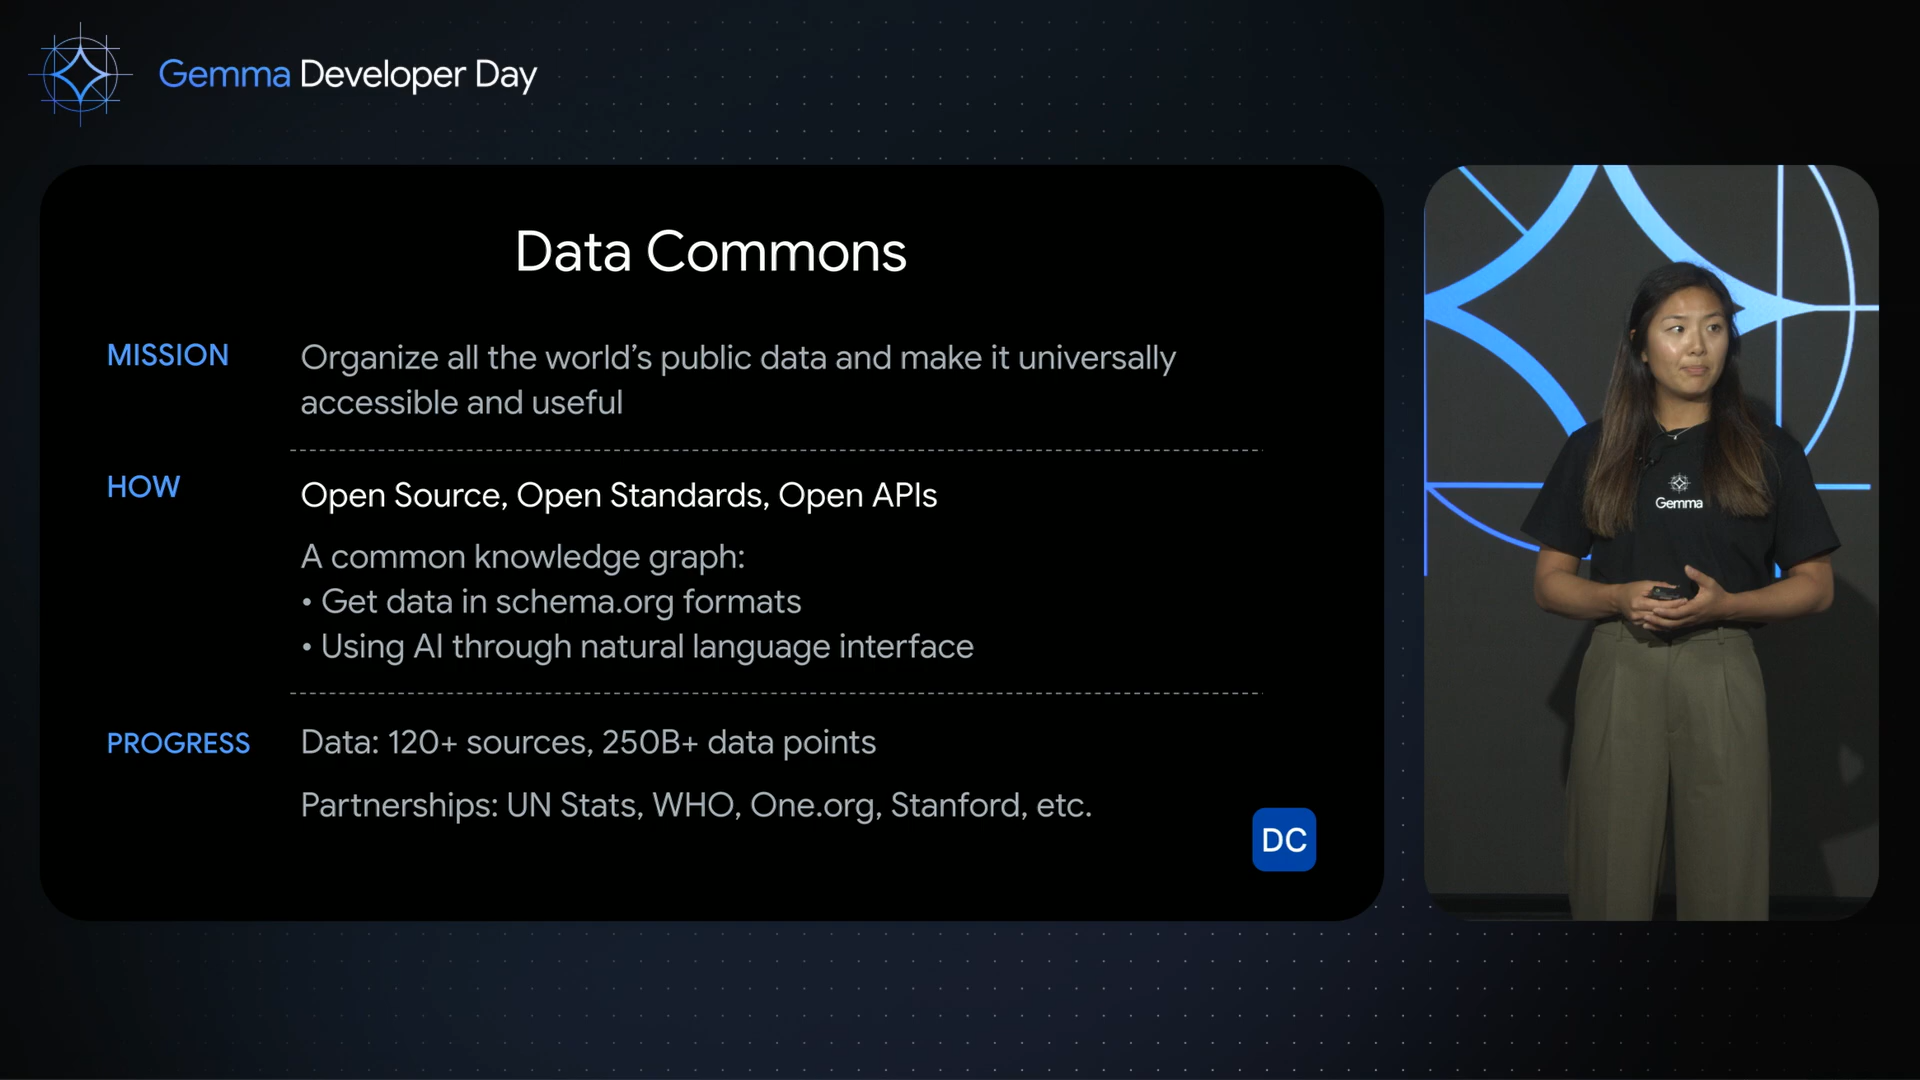 Gemma Developer Day
Data Commons
MISSION
Organize all the world's public data and make it universally
accessible and useful
HOW
Open Source, Open Standards, Open APIs
A common knowledge graph:
• Get data in schema.org formats
• Using AI through natural language interface
PROGRESS
Data: 120+ sources, 250B+ data points
Partnerships: UN Stats, WHO, One.org, Stanford, etc.
DC
Gemma